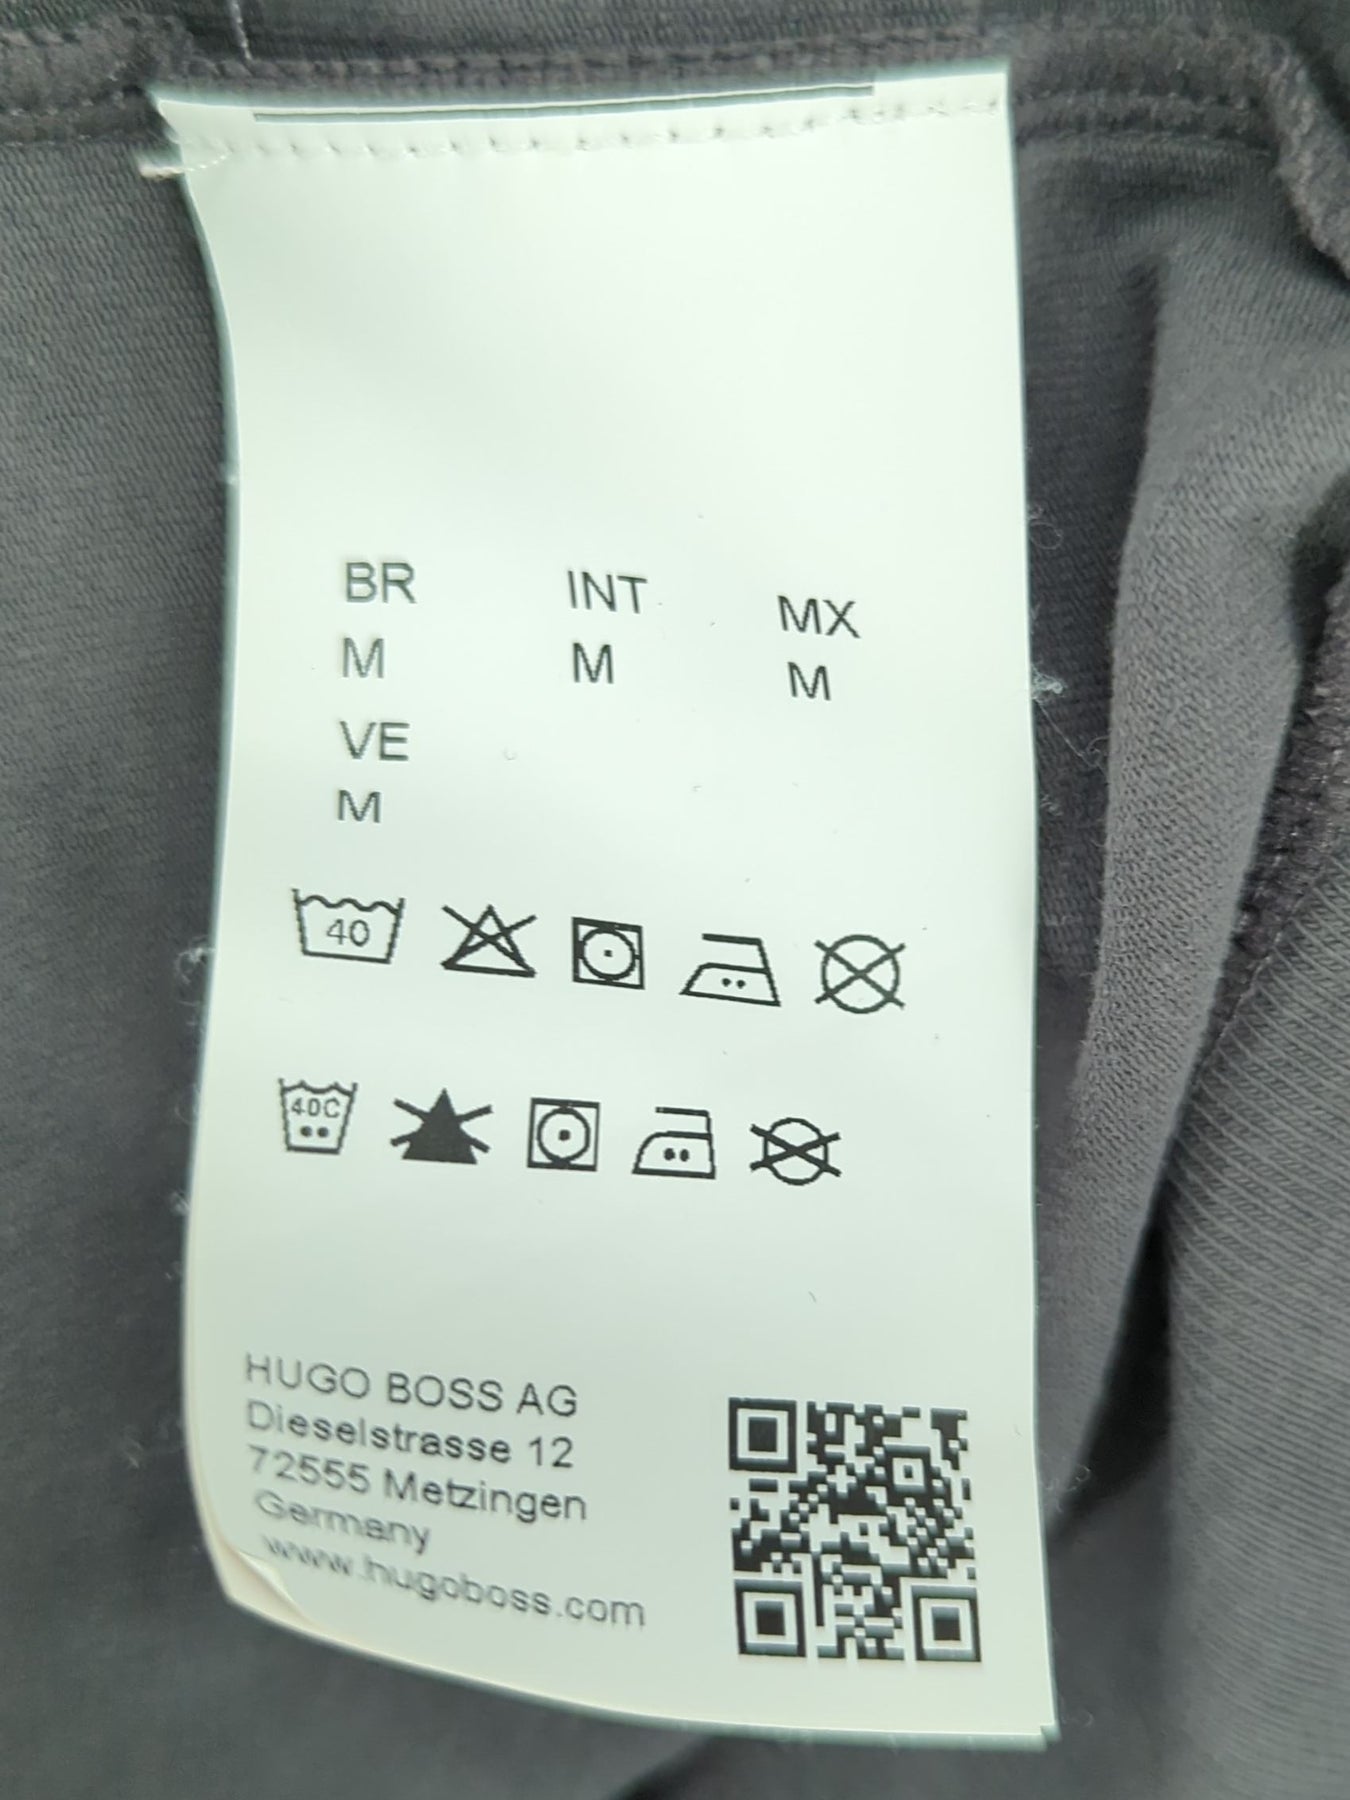 BR INT MX
M M M
VE
M
40
40C
HUGO BOSS AG
Dieselstrasse 12
72555 Metzingen
Germany
www.hugoboss.com